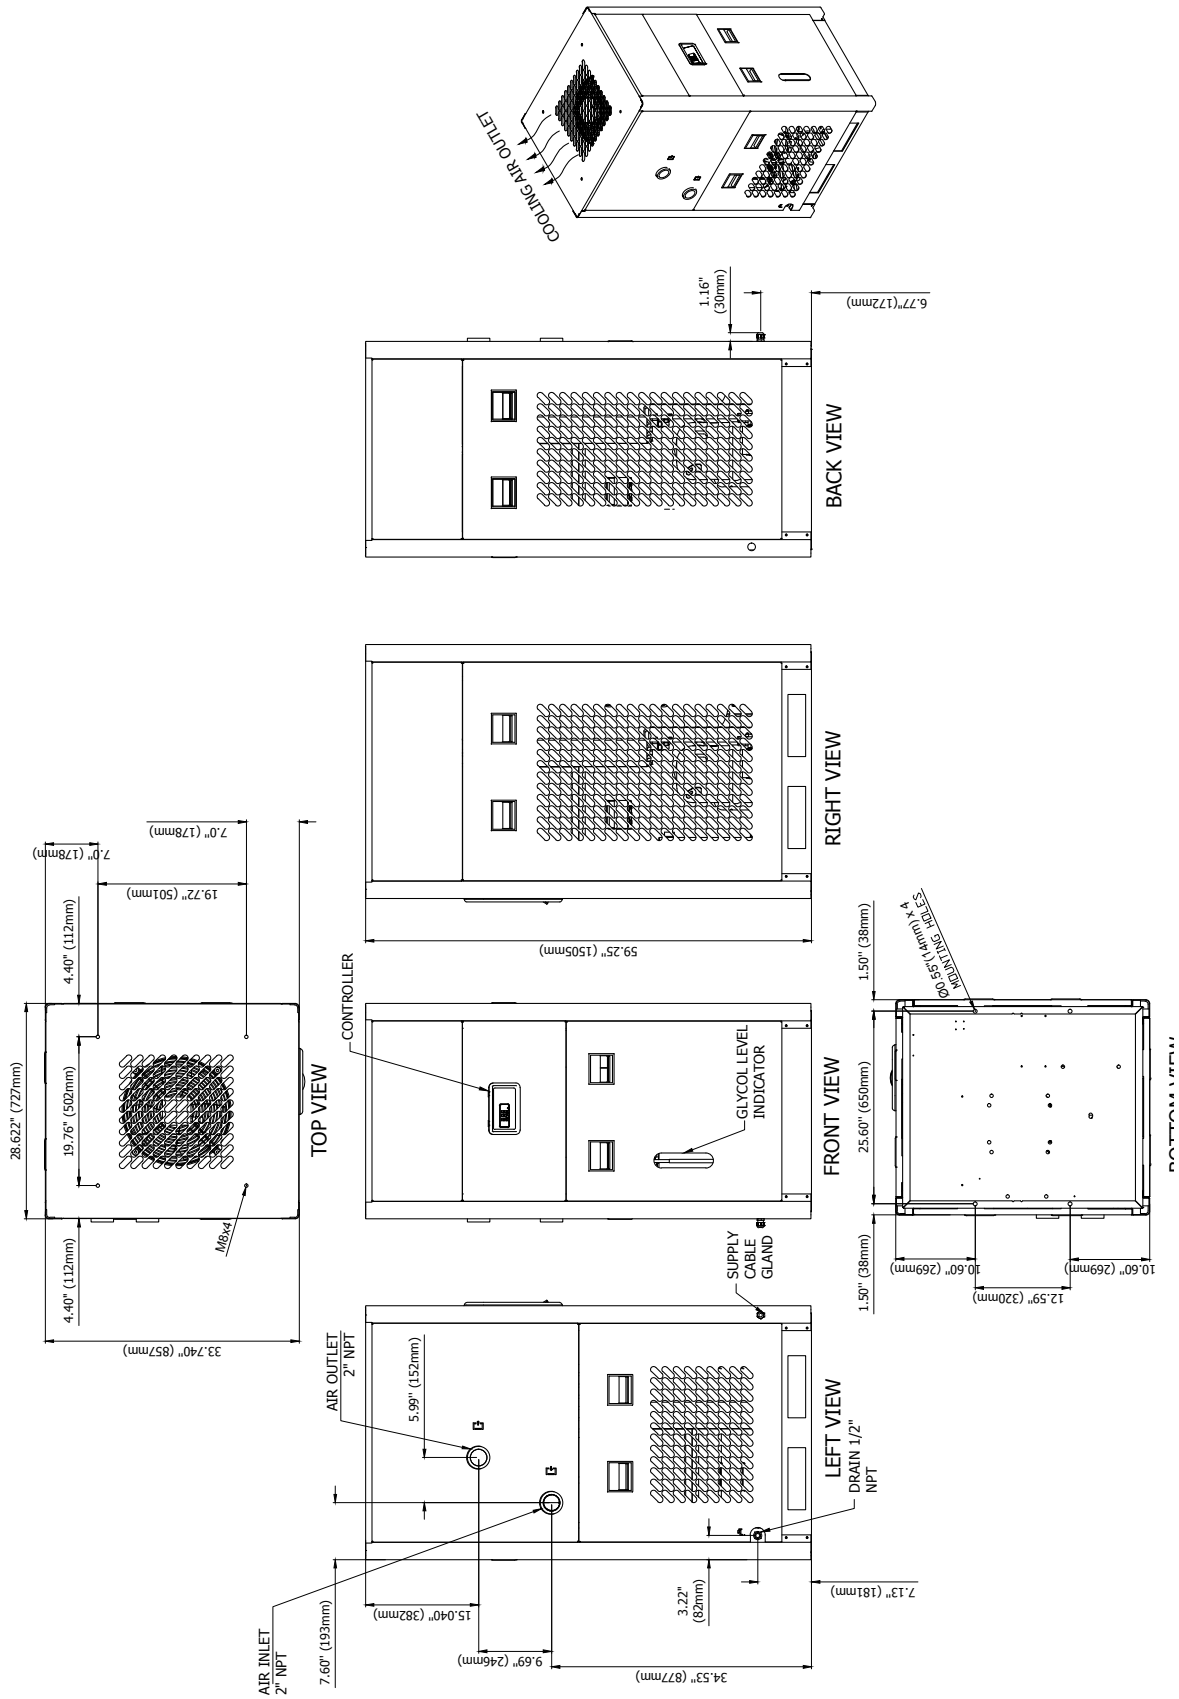 COOLING AIR OUTLET
1.16"
(30mm)
6.77"(172mm)
BACK VIEW
RIGHT VIEW
59.25" (1505mm)
7.0" (178mm)
7.0" (178mm)
19.72" (501mm)
4.40" (112mm)
28.622" (727mm)
19.76" (502mm)
4.40" (112mm)
M8x4
33.740" (857mm)
TOP VIEW
CONTROLLER
GLYCOL LEVEL
INDICATOR
FRONT VIEW
SUPPLY
CABLE
GLAND
1.50" (38mm)
Ø0.55"(14mm) x 4
MOUNTING HOLES
25.60" (650mm)
1.50" (38mm)
10.60" (269mm)
12.59" (320mm)
10.60" (269mm)
BOTTOM VIEW
AIR OUTLET
2" NPT
5.99" (152mm)
AIR INLET
2" NPT
7.60" (193mm)
15.040" (382mm)
9.69" (246mm)
34.53" (877mm)
3.22"
(82mm)
7.13" (181mm)
LEFT VIEW
DRAIN 1/2"
NPT